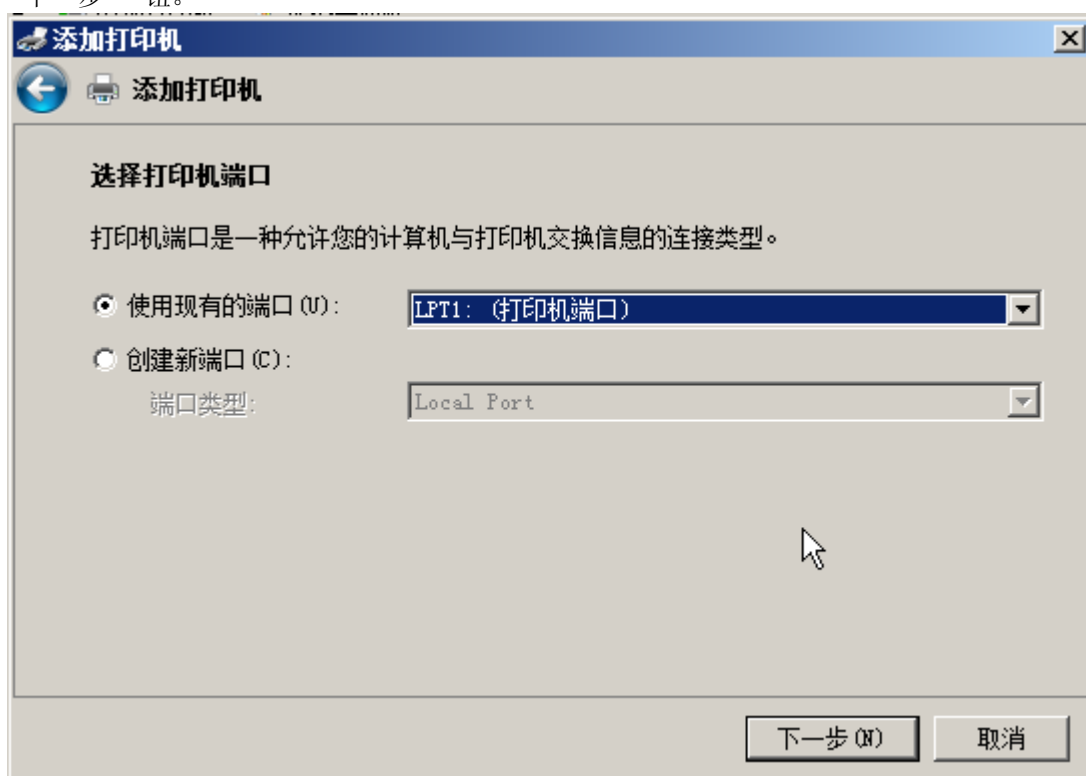 添加打印机
添加打印机
选择打印机端口
打印机端口是一种允许您的计算机与打印机交换信息的连接类型。
使用现有的端口(U): LPT1: (打印机端口)
创建新端口(C):
端口类型: Local Port
下一步(N) 取消